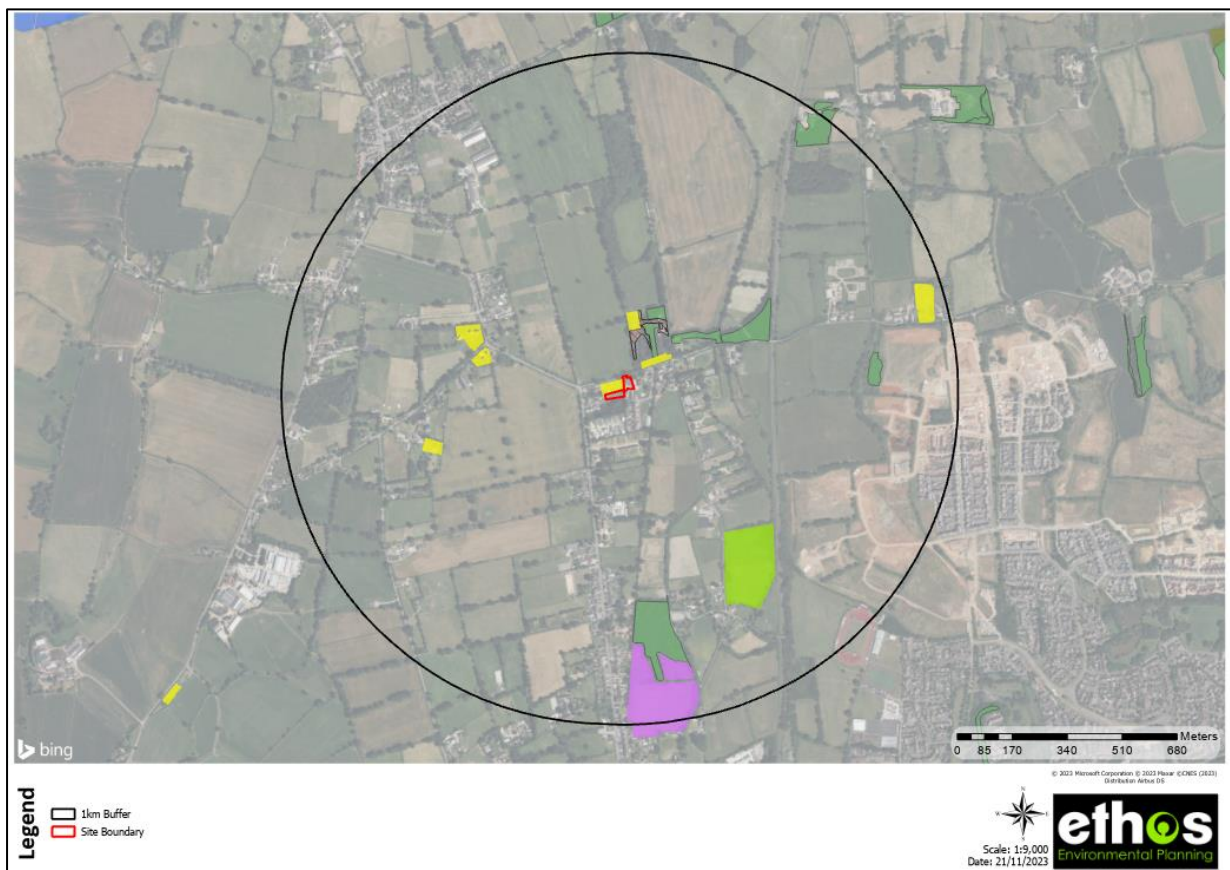 bing
Meters
0 85 170 340 510 680
© 2023 Microsoft Corporation © 2023 Maxar ©CNES (2023)
Distribution Airbus DS
Legend
1km Buffer
Site Boundary
N
Scale: 1:9,000
Date: 21/11/2023
ethos
Environmental Planning